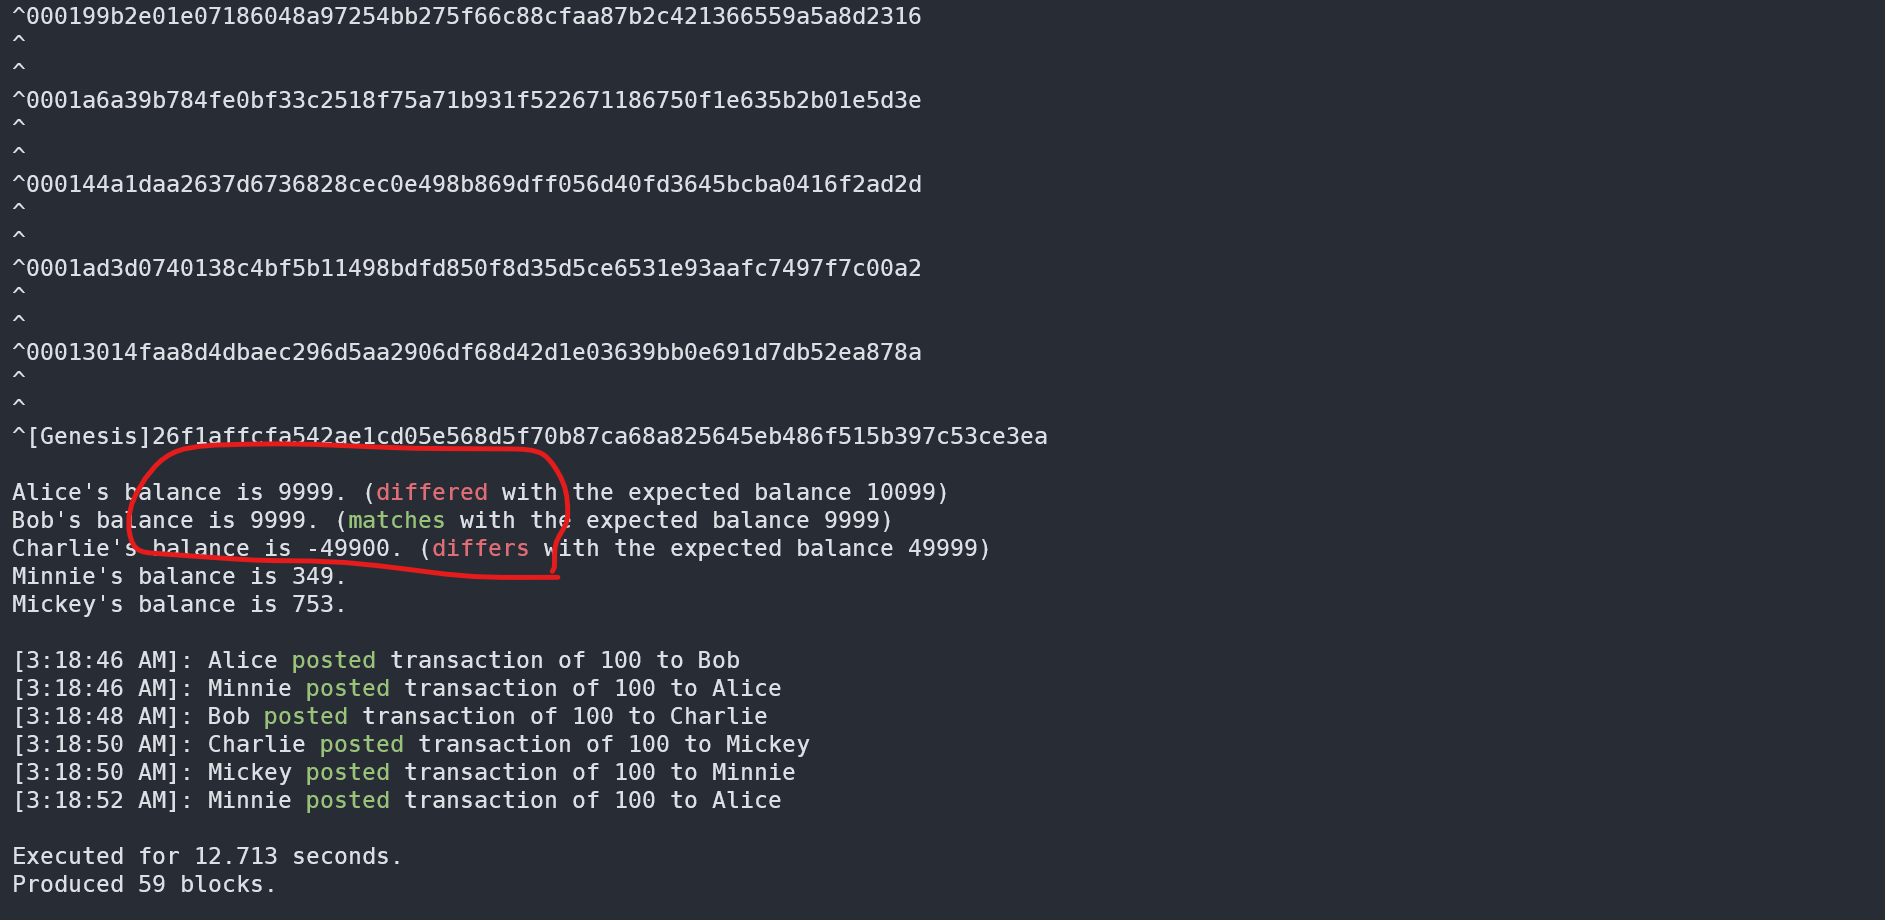 ^000199b2e01e07186048a97254bb275f66c88cfaa87b2c421366559a5a8d2316
^
^
^0001a6a39b784fe0bf33c2518f75a71b931f522671186750f1e635b2b01e5d3e
^
^
^000144a1daa2637d6736828cec0e498b869dff056d40fd3645bcba0416f2ad2d
^
^
^0001ad3d0740138c4bf5b11498bdfd850f8d35d5ce6531e93aafc7497f7c00a2
^
^
^00013014faa8d4dbaec296d5aa2906df68d42d1e03639bb0e691d7db52ea878a
^
^
^[Genesis]26f1affcfa542ae1cd05e568d5f70b87ca68a825645eb486f515b397c53ce3ea
Alice's balance is 9999. (differed with the expected balance 10099)
Bob's balance is 9999. (matches with the expected balance 9999)
Charlie's balance is -49900. (differs with the expected balance 49999)
Minnie's balance is 349.
Mickey's balance is 753.
[3:18:46 AM]: Alice posted transaction of 100 to Bob
[3:18:46 AM]: Minnie posted transaction of 100 to Alice
[3:18:48 AM]: Bob posted transaction of 100 to Charlie
[3:18:50 AM]: Charlie posted transaction of 100 to Mickey
[3:18:50 AM]: Mickey posted transaction of 100 to Minnie
[3:18:52 AM]: Minnie posted transaction of 100 to Alice
Executed for 12.713 seconds.
Produced 59 blocks.